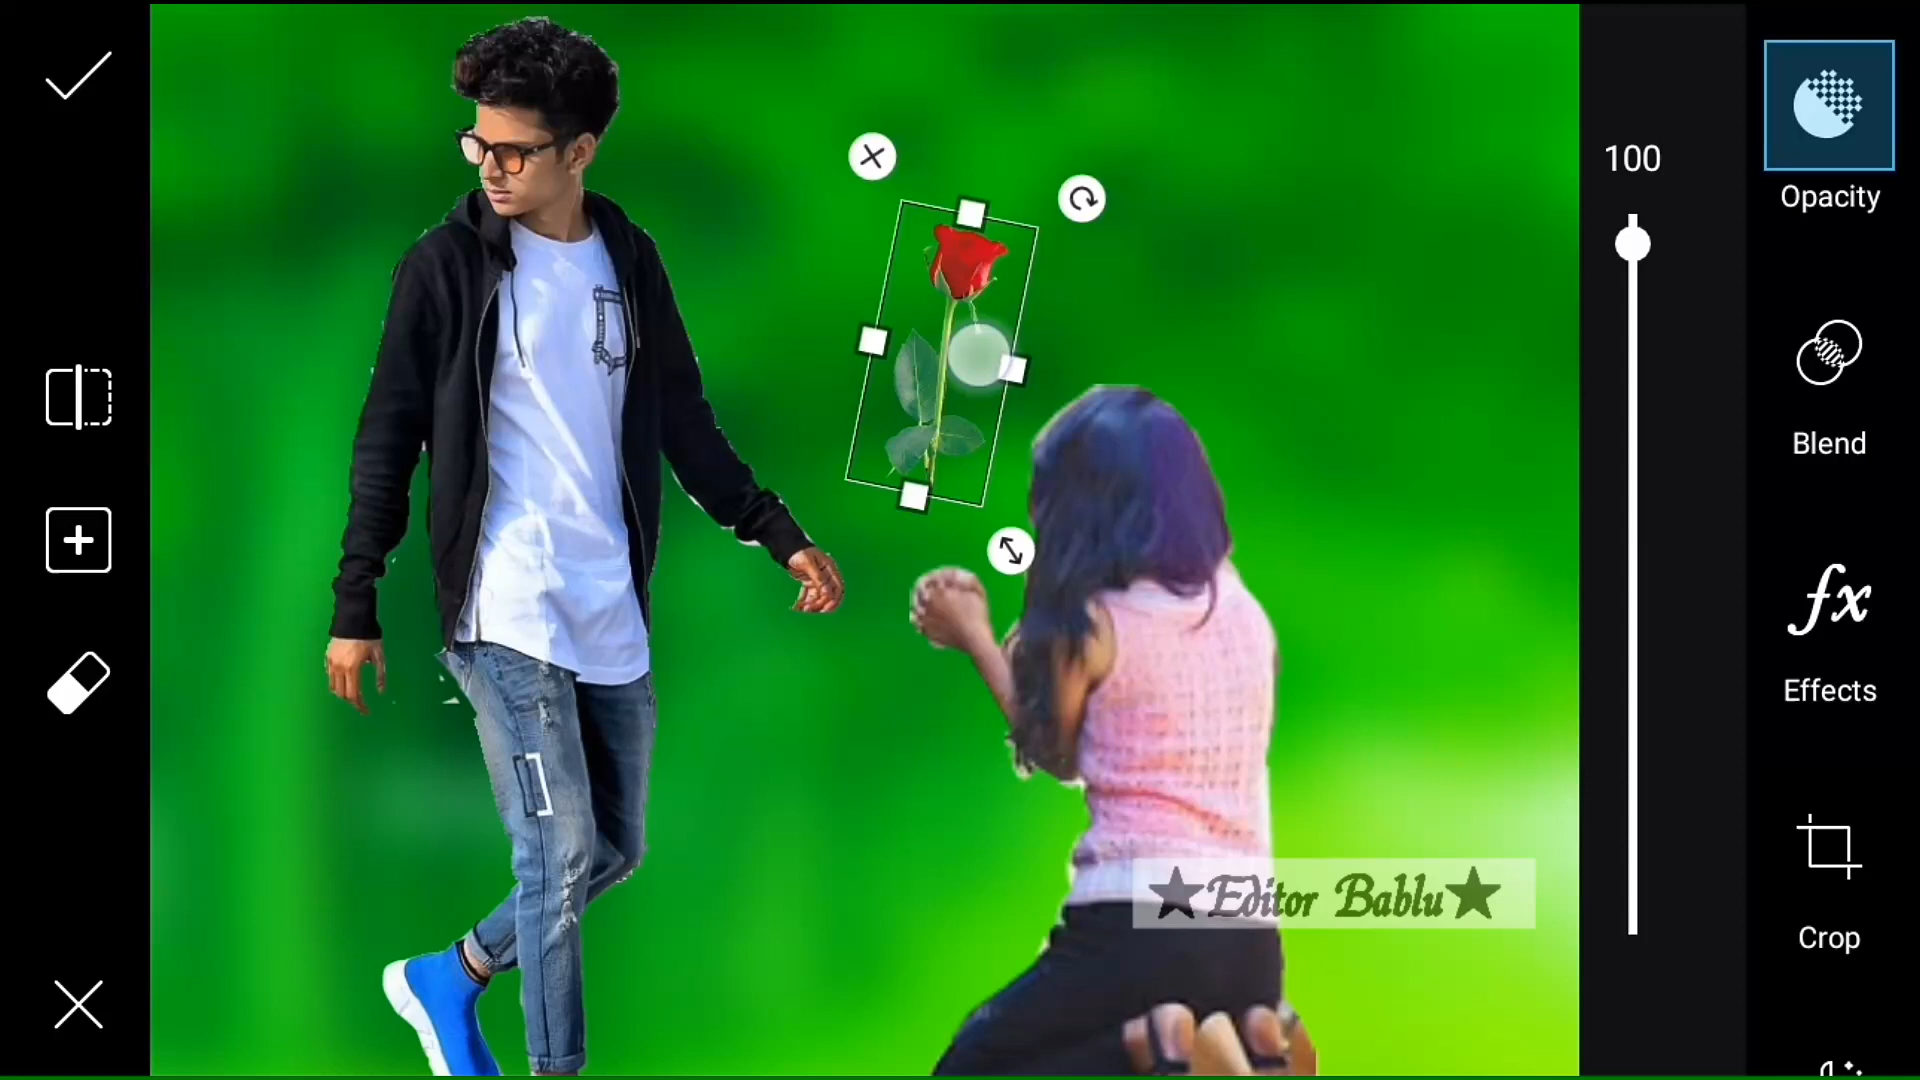 100
Opacity
Blend
fx
Effects
★Editor Bablu★
Crop